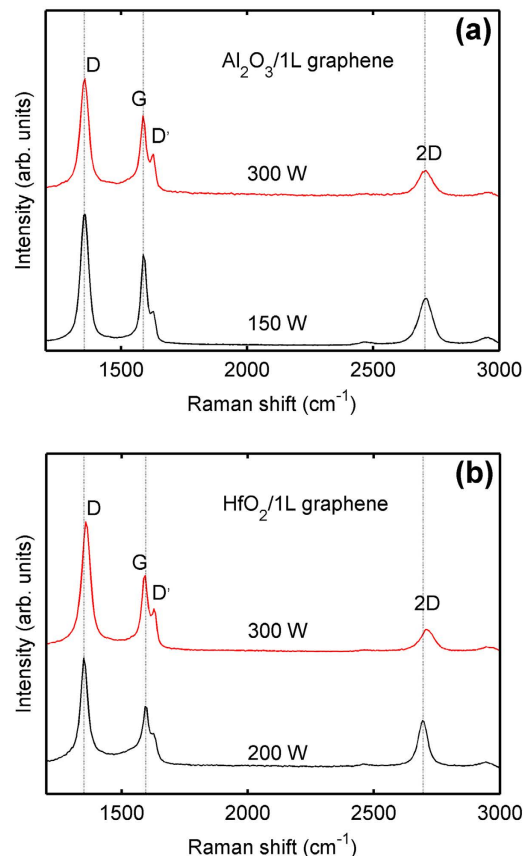 (a)
Al₂O₃/1L graphene
D
G
D'
2D
300 W
150 W
Intensity (arb. units)
1500
2000
2500
3000
Raman shift (cm⁻¹)
(b)
HfO₂/1L graphene
D
G
D'
2D
300 W
200 W
Intensity (arb. units)
1500
2000
2500
3000
Raman shift (cm⁻¹)